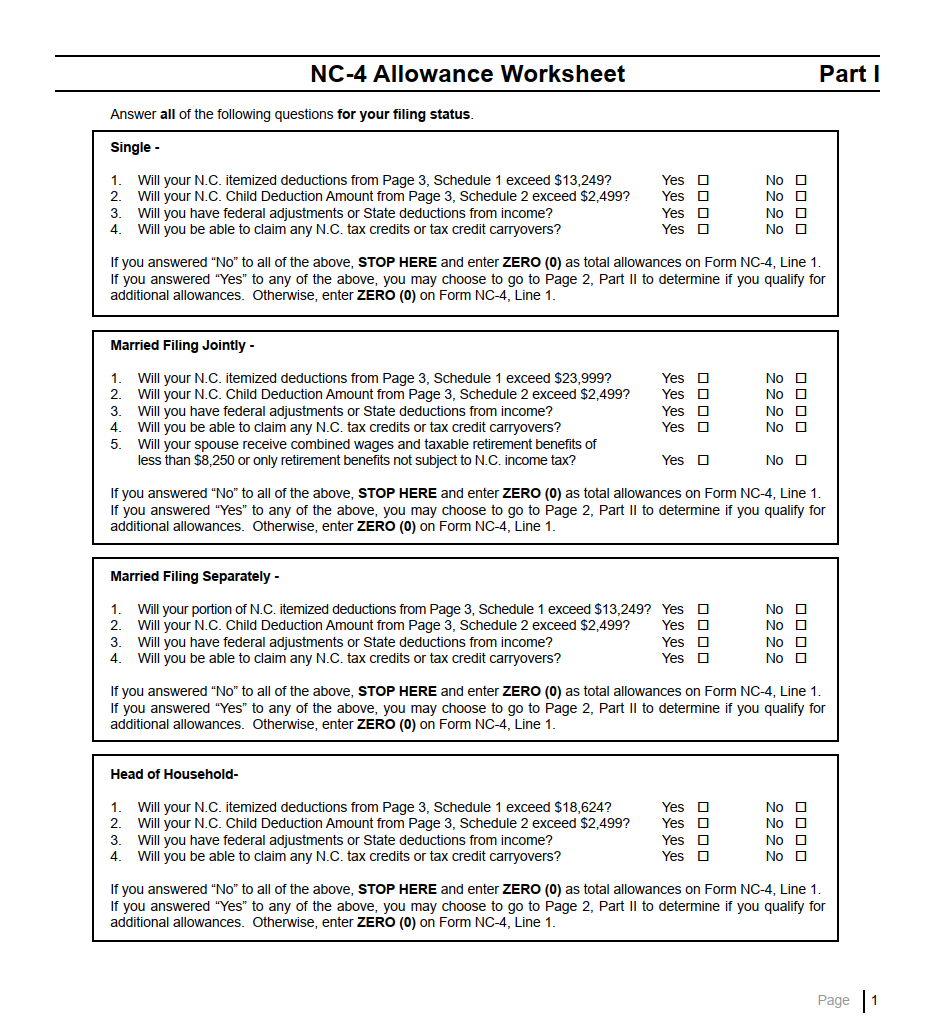 NC-4 Allowance Worksheet Part I
Answer all of the following questions for your filing status.
Single -
1. Will your N.C. itemized deductions from Page 3, Schedule 1 exceed $13,249? Yes ☐ No ☐
2. Will your N.C. Child Deduction Amount from Page 3, Schedule 2 exceed $2,499? Yes ☐ No ☐
3. Will you have federal adjustments or State deductions from income? Yes ☐ No ☐
4. Will you be able to claim any N.C. tax credits or tax credit carryovers? Yes ☐ No ☐
If you answered “No” to all of the above, STOP HERE and enter ZERO (0) as total allowances on Form NC-4, Line 1.
If you answered “Yes” to any of the above, you may choose to go to Page 2, Part II to determine if you qualify for
additional allowances. Otherwise, enter ZERO (0) on Form NC-4, Line 1.
Married Filing Jointly -
1. Will your N.C. itemized deductions from Page 3, Schedule 1 exceed $23,999? Yes ☐ No ☐
2. Will your N.C. Child Deduction Amount from Page 3, Schedule 2 exceed $2,499? Yes ☐ No ☐
3. Will you have federal adjustments or State deductions from income? Yes ☐ No ☐
4. Will you be able to claim any N.C. tax credits or tax credit carryovers? Yes ☐ No ☐
5. Will your spouse receive combined wages and taxable retirement benefits of
less than $8,250 or only retirement benefits not subject to N.C. income tax? Yes ☐ No ☐
If you answered “No” to all of the above, STOP HERE and enter ZERO (0) as total allowances on Form NC-4, Line 1.
If you answered “Yes” to any of the above, you may choose to go to Page 2, Part II to determine if you qualify for
additional allowances. Otherwise, enter ZERO (0) on Form NC-4, Line 1.
Married Filing Separately -
1. Will your portion of N.C. itemized deductions from Page 3, Schedule 1 exceed $13,249? Yes ☐ No ☐
2. Will your N.C. Child Deduction Amount from Page 3, Schedule 2 exceed $2,499? Yes ☐ No ☐
3. Will you have federal adjustments or State deductions from income? Yes ☐ No ☐
4. Will you be able to claim any N.C. tax credits or tax credit carryovers? Yes ☐ No ☐
If you answered “No” to all of the above, STOP HERE and enter ZERO (0) as total allowances on Form NC-4, Line 1.
If you answered “Yes” to any of the above, you may choose to go to Page 2, Part II to determine if you qualify for
additional allowances. Otherwise, enter ZERO (0) on Form NC-4, Line 1.
Head of Household-
1. Will your N.C. itemized deductions from Page 3, Schedule 1 exceed $18,624? Yes ☐ No ☐
2. Will your N.C. Child Deduction Amount from Page 3, Schedule 2 exceed $2,499? Yes ☐ No ☐
3. Will you have federal adjustments or State deductions from income? Yes ☐ No ☐
4. Will you be able to claim any N.C. tax credits or tax credit carryovers? Yes ☐ No ☐
If you answered “No” to all of the above, STOP HERE and enter ZERO (0) as total allowances on Form NC-4, Line 1.
If you answered “Yes” to any of the above, you may choose to go to Page 2, Part II to determine if you qualify for
additional allowances. Otherwise, enter ZERO (0) on Form NC-4, Line 1.
Page 1